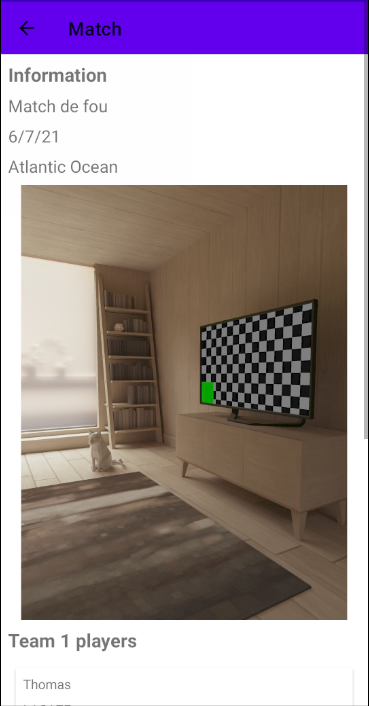 Match
Information
Match de fou
6/7/21
Atlantic Ocean
Team 1 players
Thomas